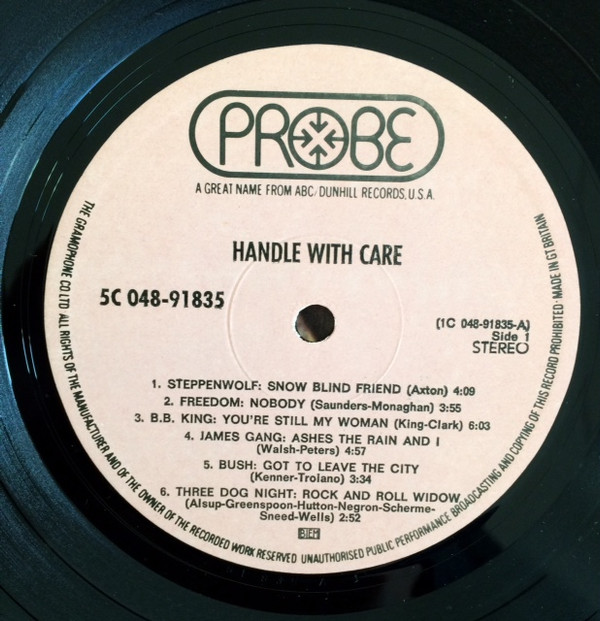 PROBE
A GREAT NAME FROM ABC/DUNHILL RECORDS, U.S.A.
HANDLE WITH CARE
5C 048-91835
(1C 048-91835-A)
Side 1
STEREO
1. STEPPENWOLF: SNOW BLIND FRIEND (Axton) 4:09
2. FREEDOM: NOBODY (Saunders-Monaghan) 3:55
3. B.B. KING: YOU'RE STILL MY WOMAN (King-Clark) 6:03
4. JAMES GANG: ASHES THE RAIN AND I
(Walsh-Peters) 4:57
5. BUSH: GOT TO LEAVE THE CITY
(Kenner-Troiano) 3:34
6. THREE DOG NIGHT: ROCK AND ROLL WIDOW
(Alsup-Greenspoon-Hutton-Negron-Scherme-
Sneed-Wells) 2:52
BIEM
THE GRAMOPHONE CO LTD ALL RIGHTS OF THE MANUFACTURER AND OF THE OWNER OF THE RECORDED WORK RESERVED UNAUTHORISED PUBLIC PERFORMANCE BROADCASTING AND COPYING OF THIS RECORD PROHIBITED · MADE IN GT BRITAIN